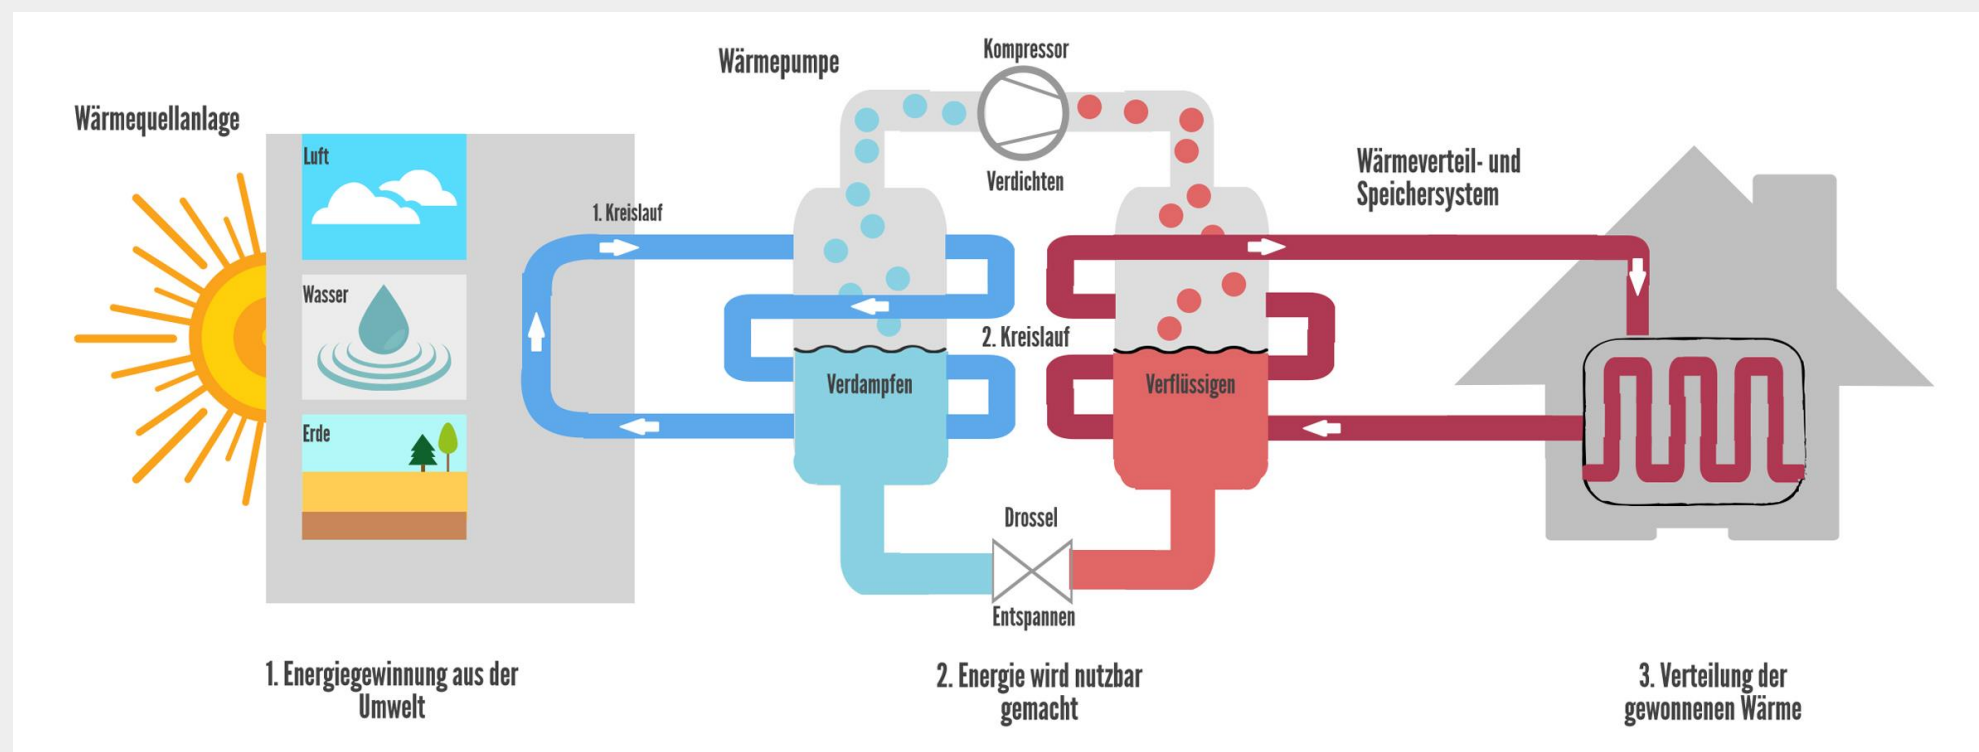 Wärmequellanlage
Luft
Wasser
Erde
1. Kreislauf
Wärmepumpe
Kompressor
Verdichten
2. Kreislauf
Verdampfen
Verflüssigen
Drossel
Entspannen
Wärmeverteil- und
Speichersystem
1. Energiegewinnung aus der
Umwelt
2. Energie wird nutzbar
gemacht
3. Verteilung der
gewonnenen Wärme